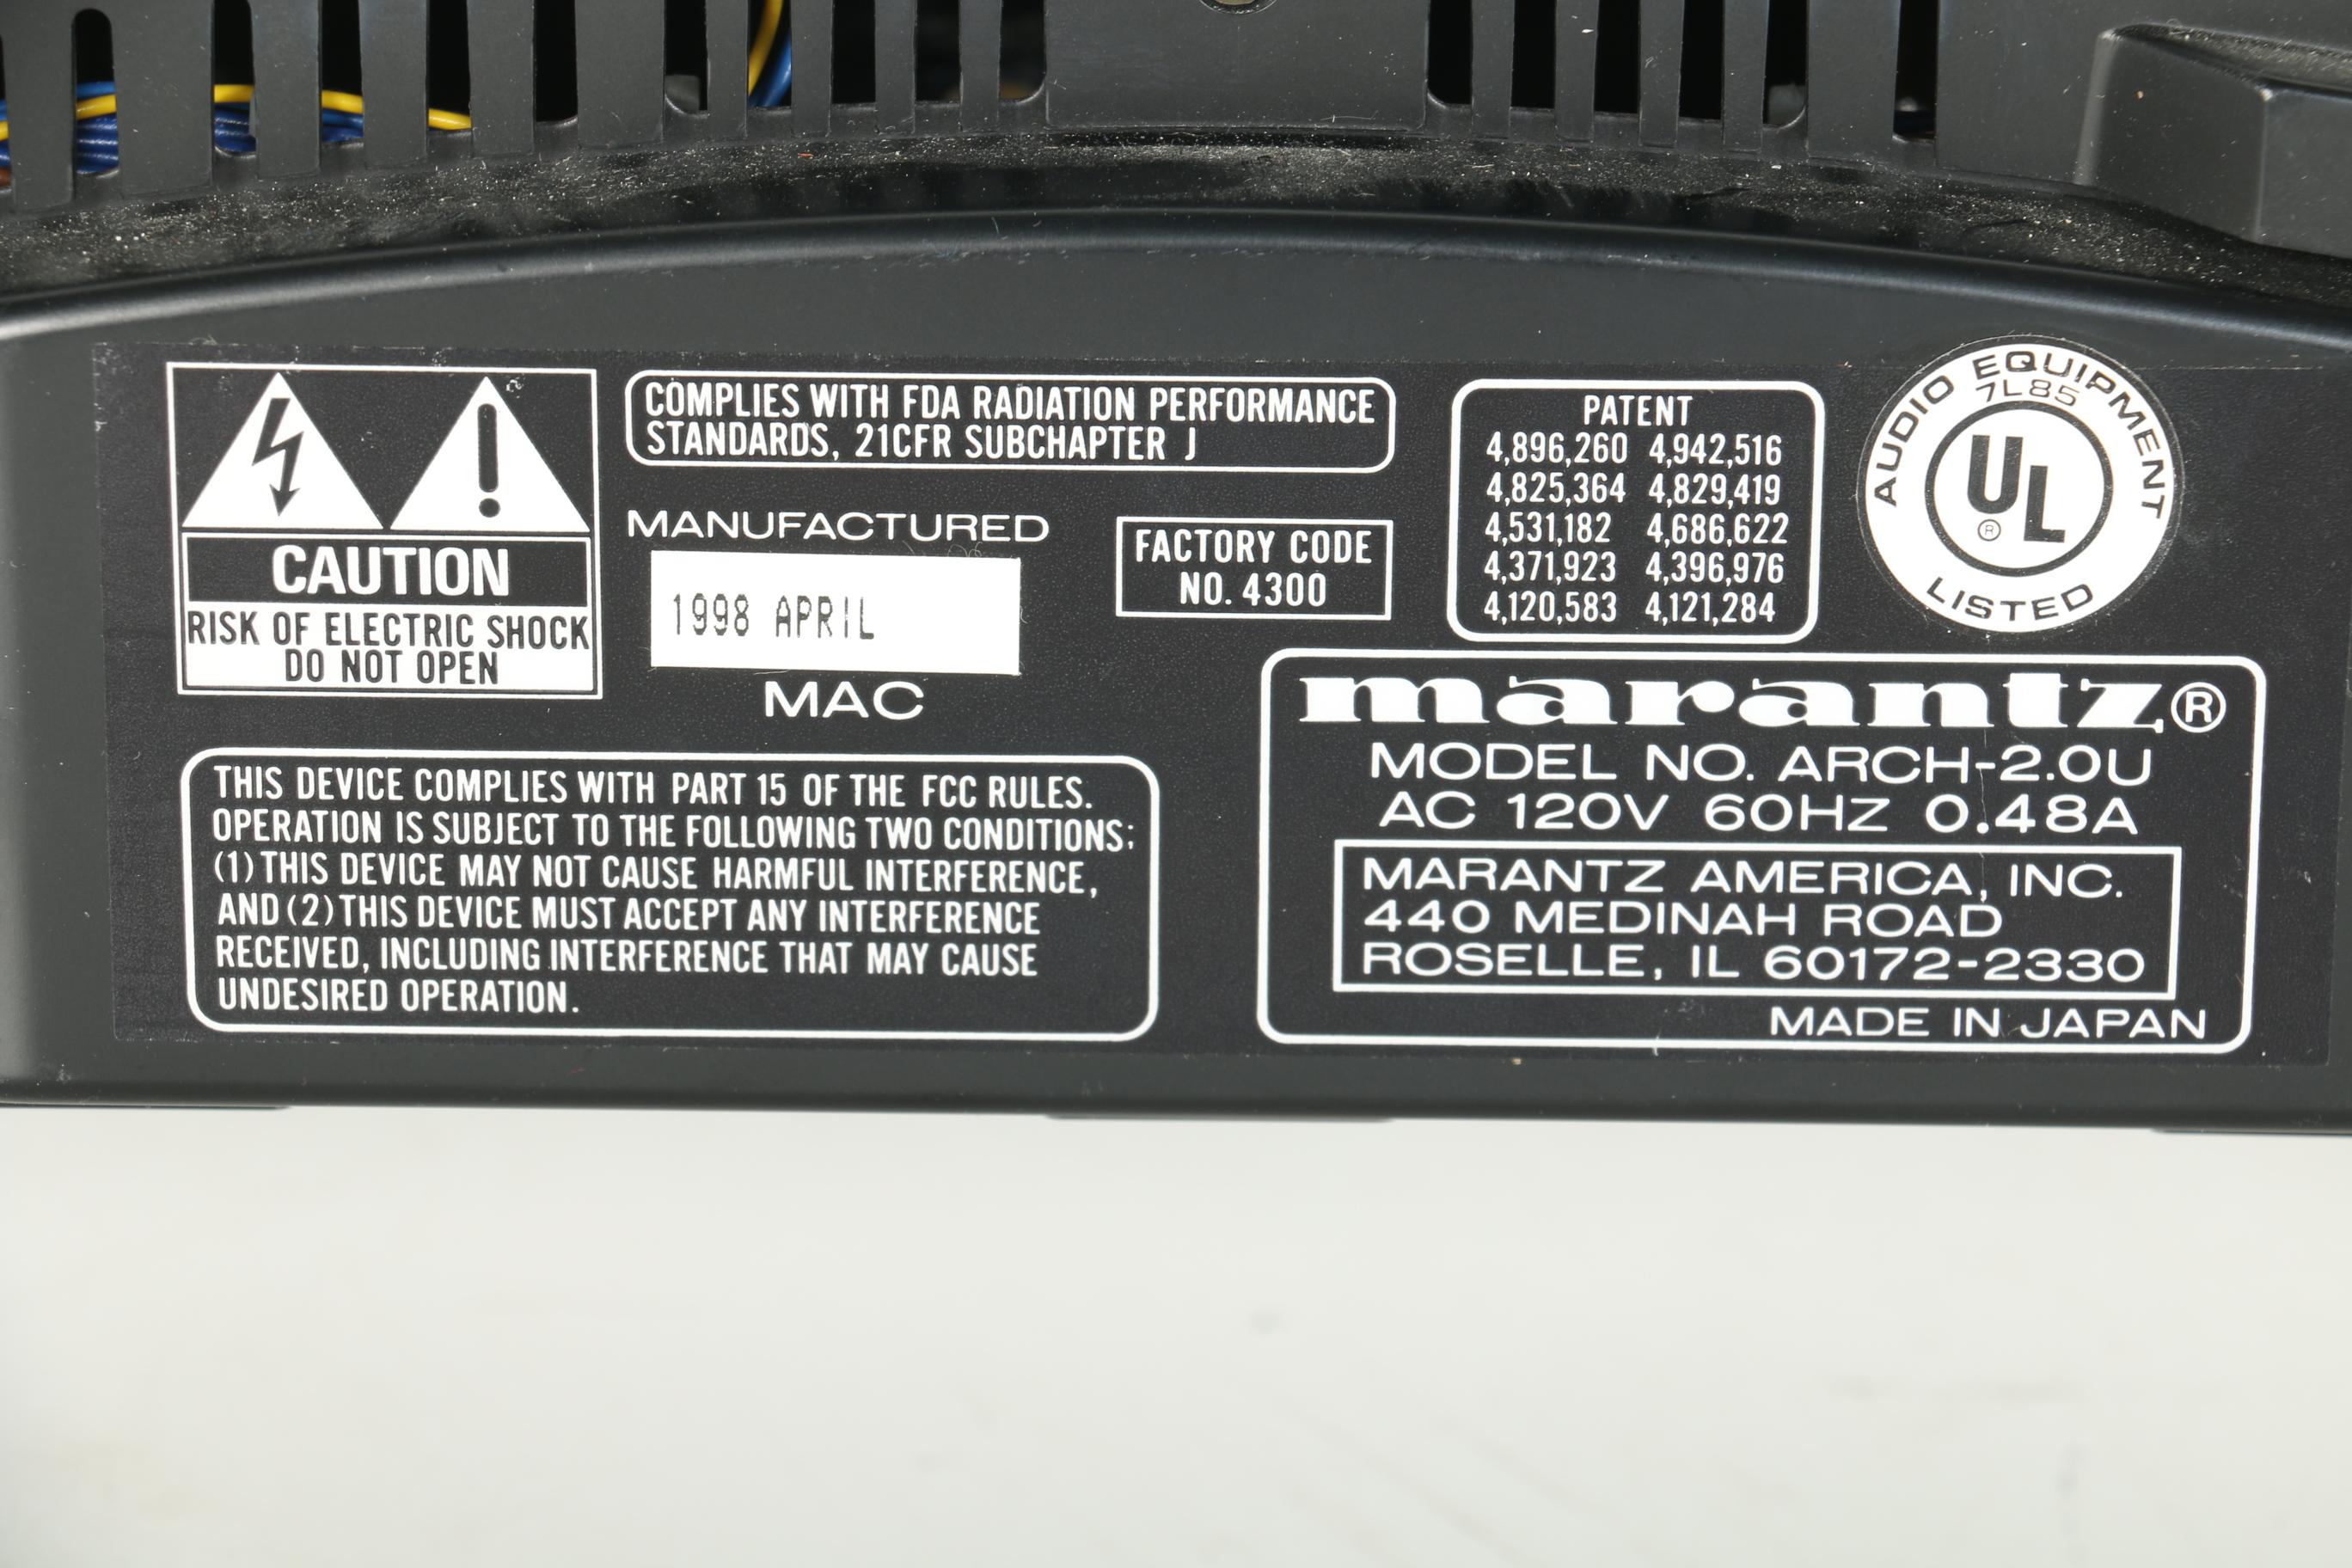 CAUTION
RISK OF ELECTRIC SHOCK
DO NOT OPEN
COMPLIES WITH FDA RADIATION PERFORMANCE
STANDARDS, 21CFR SUBCHAPTER J
MANUFACTURED
1998 APRIL
MAC
FACTORY CODE
NO. 4300
PATENT
4,896,260 4,942,516
4,825,364 4,829,419
4,531,182 4,686,622
4,371,923 4,396,976
4,120,583 4,121,284
AUDIO EQUIPMENT
7L85
UL®
LISTED
THIS DEVICE COMPLIES WITH PART 15 OF THE FCC RULES.
OPERATION IS SUBJECT TO THE FOLLOWING TWO CONDITIONS:
(1) THIS DEVICE MAY NOT CAUSE HARMFUL INTERFERENCE,
AND (2) THIS DEVICE MUST ACCEPT ANY INTERFERENCE
RECEIVED, INCLUDING INTERFERENCE THAT MAY CAUSE
UNDESIRED OPERATION.
marantz®
MODEL NO. ARCH-2.0U
AC 120V 60HZ 0.48A
MARANTZ AMERICA, INC.
440 MEDINAH ROAD
ROSELLE, IL 60172-2330
MADE IN JAPAN